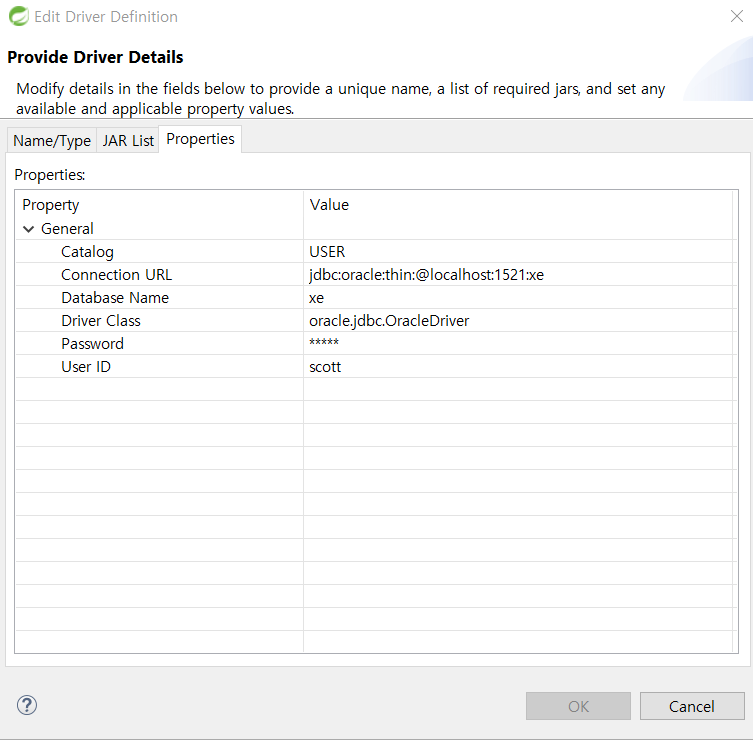 Edit Driver Definition
Provide Driver Details
Modify details in the fields below to provide a unique name, a list of required jars, and set any
available and applicable property values.
Name/Type JAR List Properties
Properties:
Property Value
General
Catalog USER
Connection URL jdbc:oracle:thin:@localhost:1521:xe
Database Name xe
Driver Class oracle.jdbc.OracleDriver
Password *****
User ID scott
? OK Cancel